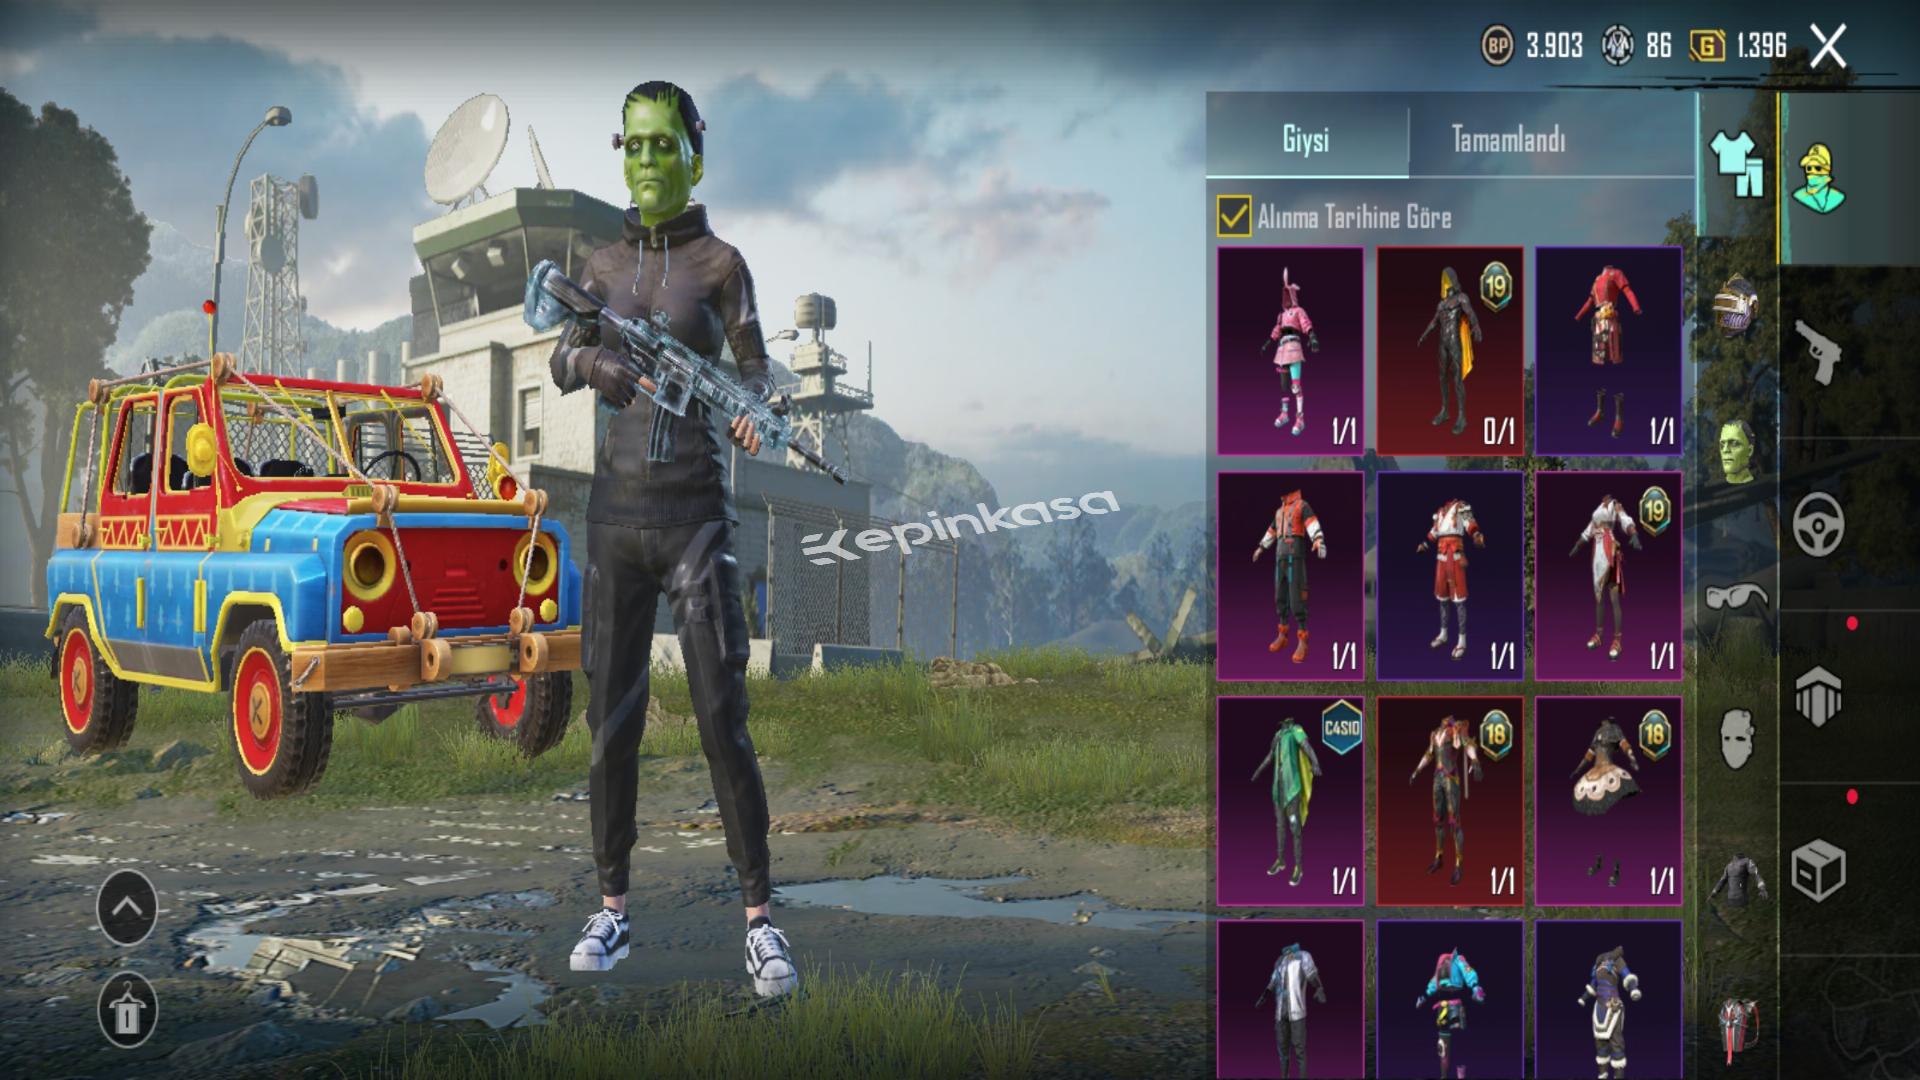 BP 3.903 86 G 1.396
Giysi Tamamlandı
Alınma Tarihine Göre
19
1/1 0/1 1/1
epinkasa
19
1/1 1/1 1/1
C4S10 18 18
1/1 1/1 1/1